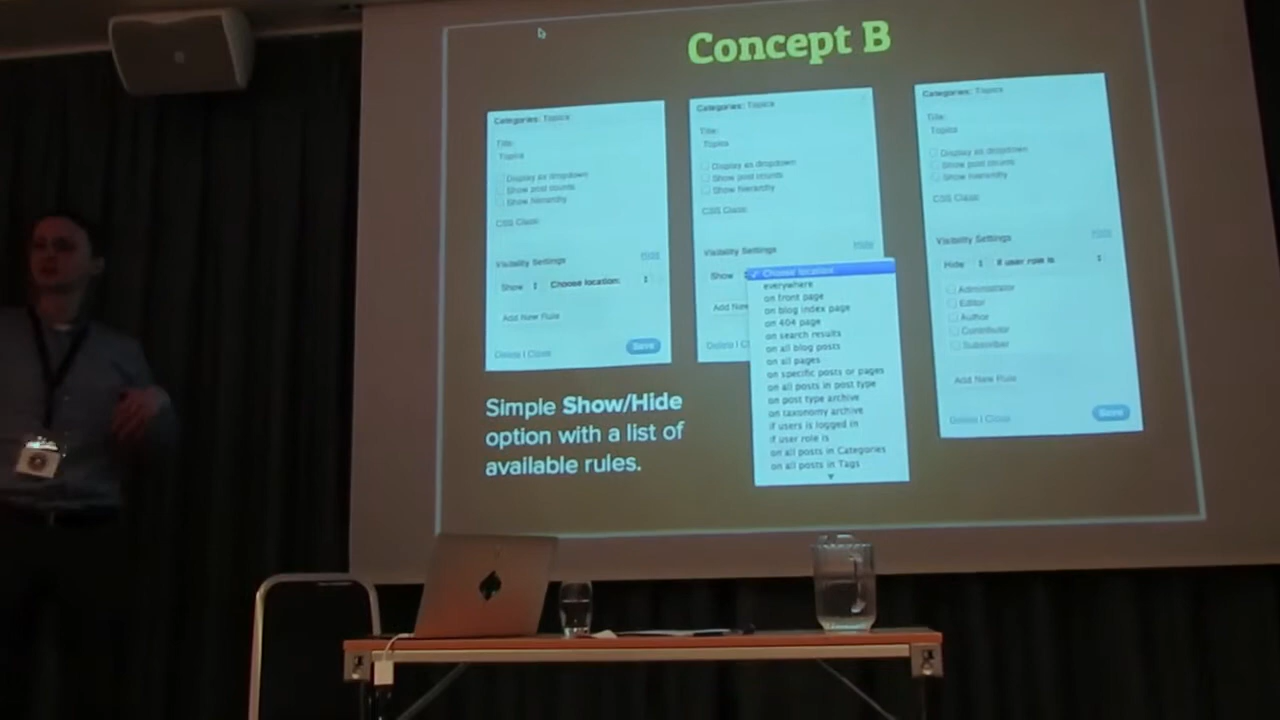 Concept B
Categories: Topics
Title:
Topics
Display as dropdown
Show post counts
Show hierarchy
CSS Class:
Visibility Settings
Hide
Show
Choose location:
Add New Rule
Delete | Close
Save
Categories: Topics
Title:
Topics
Display as dropdown
Show post counts
Show hierarchy
CSS Class:
Visibility Settings
Hide
Show
Add New
Delete | Cl
✓ Choose location:
everywhere
on front page
on blog index page
on 404 page
on search results
on all blog posts
on all pages
on specific posts or pages
on all posts in post type
on post type archive
on taxonomy archive
if users is logged in
if user role is
on all posts in Categories
on all posts in Tags
Categories: Topics
Title:
Topics
Display as dropdown
Show post counts
Show hierarchy
CSS Class:
Visibility Settings
Hide
Hide
if user role is
Administrator
Editor
Author
Contributor
Subscriber
Add New Rule
Delete | Close
Save
Simple Show/Hide
option with a list of
available rules.